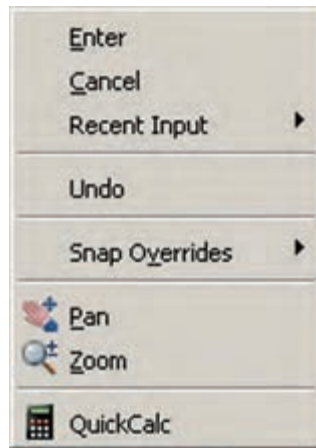 Enter
Cancel
Recent Input
Undo
Snap Overrides
Pan
Zoom
QuickCalc